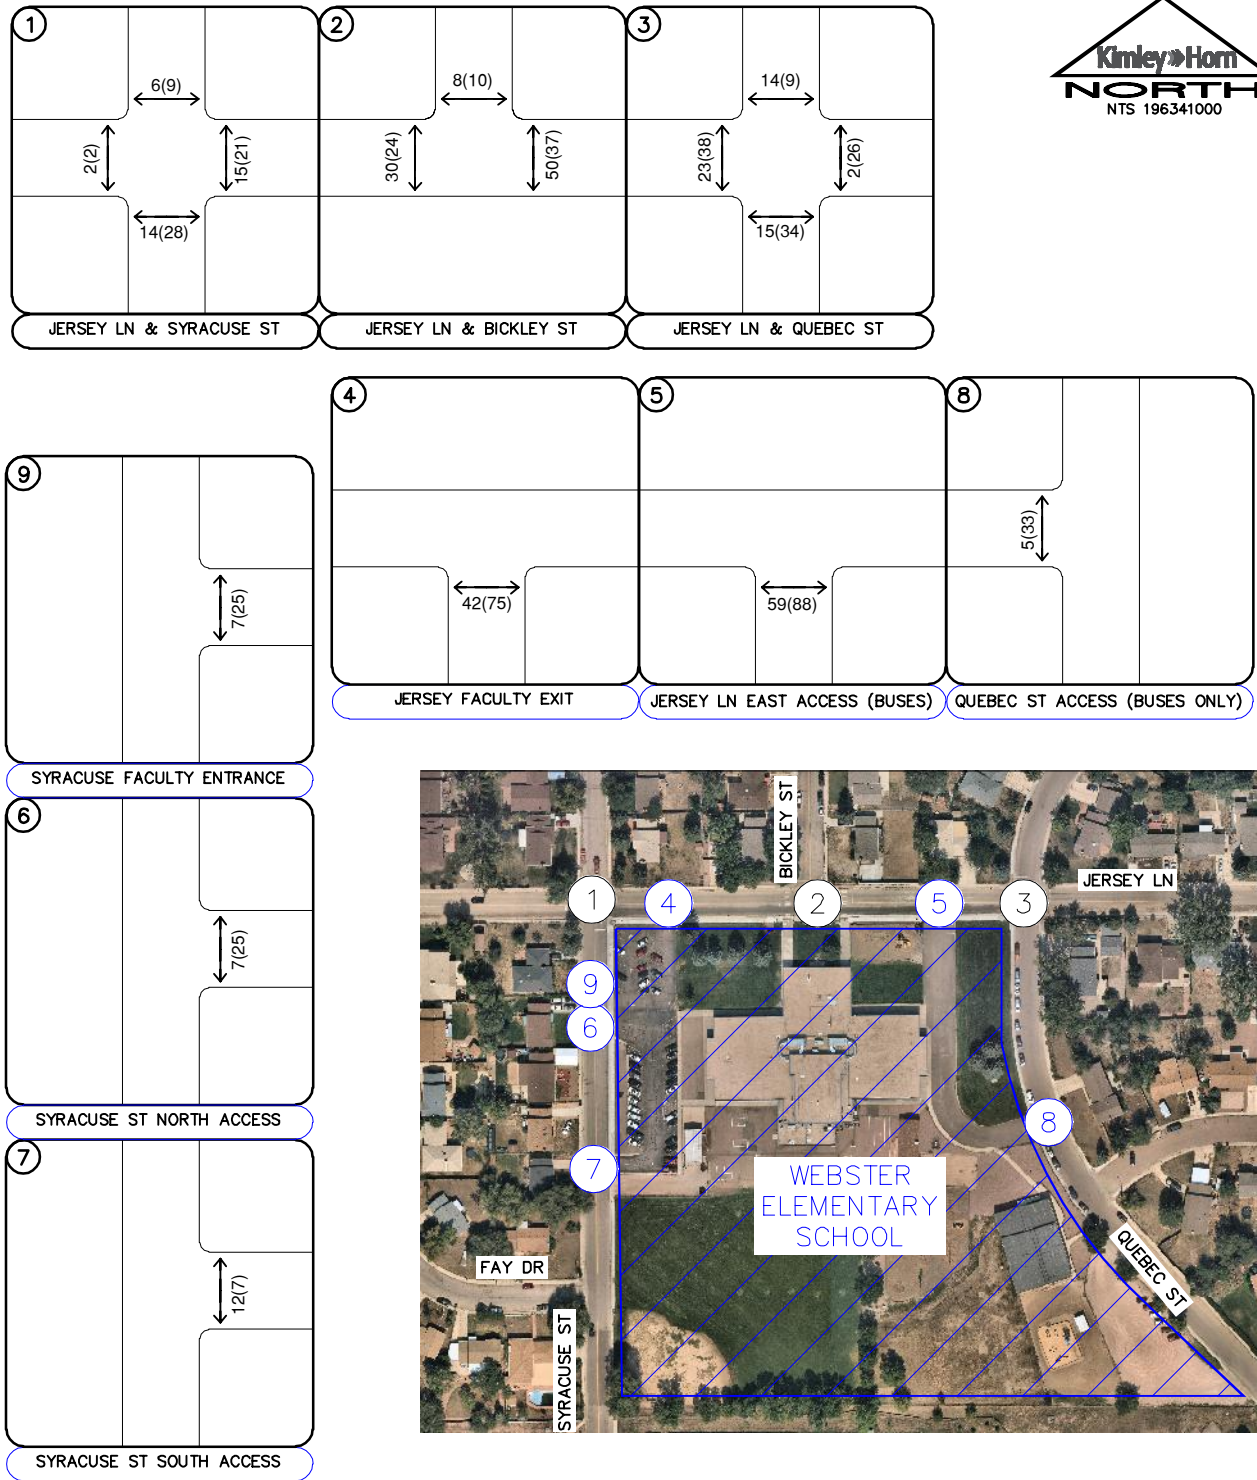 1
6(9)
2(2)
15(21)
14(28)
JERSEY LN & SYRACUSE ST
2
8(10)
30(24)
50(37)
JERSEY LN & BICKLEY ST
3
14(9)
23(38)
2(26)
15(34)
JERSEY LN & QUEBEC ST
Kimley»Horn
NORTH
NTS 196341000
4
42(75)
JERSEY FACULTY EXIT
5
59(88)
JERSEY LN EAST ACCESS (BUSES)
8
5(33)
QUEBEC ST ACCESS (BUSES ONLY)
9
7(25)
SYRACUSE FACULTY ENTRANCE
6
7(25)
SYRACUSE ST NORTH ACCESS
7
12(7)
SYRACUSE ST SOUTH ACCESS
BICKLEY ST
JERSEY LN
1
4
2
5
3
9
6
8
7
WEBSTER
ELEMENTARY
SCHOOL
FAY DR
QUEBEC ST
SYRACUSE ST